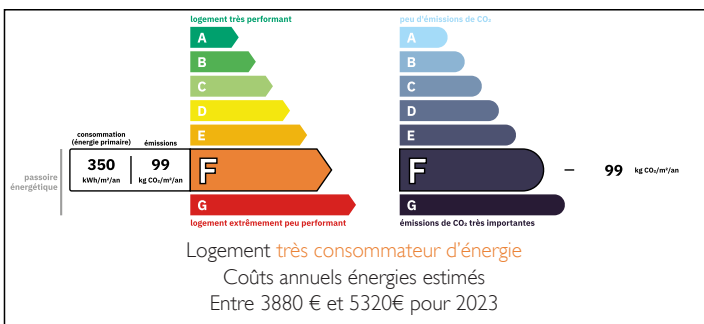 logement très performant
A
B
C
D
E
consommation
(énergie primaire)
émissions
350
kWh/m²/an
99
kg CO₂/m²/an
F
passoire
énergétique
G
logement extrêmement peu performant
peu d'émissions de CO₂
A
B
C
D
E
F
99 kg CO₂/m²/an
G
émissions de CO₂ très importantes
Logement très consommateur d'énergie
Coûts annuels énergies estimés
Entre 3880 € et 5320€ pour 2023